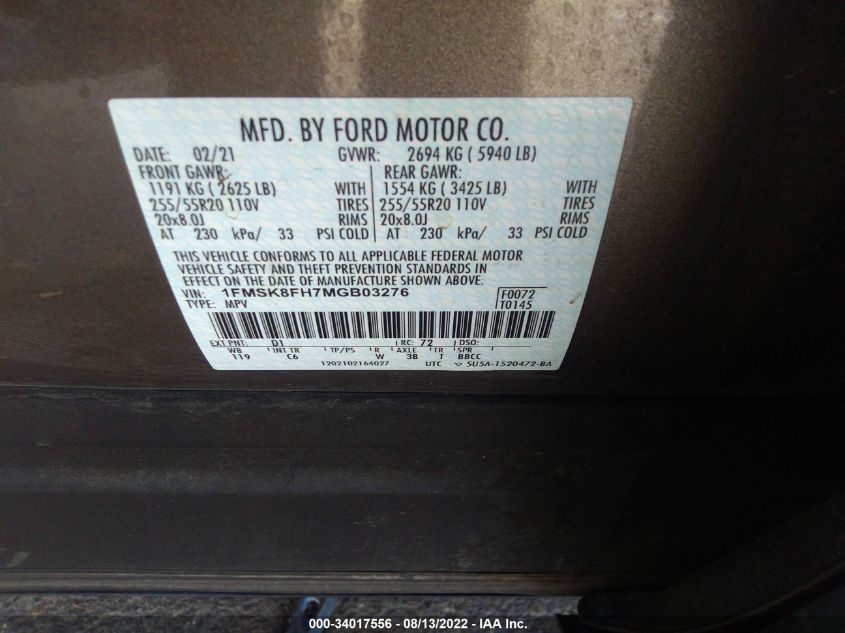 MFD. BY FORD MOTOR CO.
DATE: 02/21 GVWR: 2694 KG ( 5940 LB)
FRONT GAWR: REAR GAWR:
1191 KG ( 2625 LB) WITH 1554 KG ( 3425 LB) WITH
255/55R20 110V TIRES 255/55R20 110V TIRES
20x8.0J RIMS 20x8.0J RIMS
AT 230 kPa/ 33 PSI COLD AT 230 kPa/ 33 PSI COLD
THIS VEHICLE CONFORMS TO ALL APPLICABLE FEDERAL MOTOR
VEHICLE SAFETY AND THEFT PREVENTION STANDARDS IN
EFFECT ON THE DATE OF MANUFACTURE SHOWN ABOVE.
VIN: 1FMSK8FH7MGB03276 F0072
TYPE: MPV T0145
EXT PNT: D1 RC: 72 DSO:
WB INT TR TP/PS R AXLE TR SPR
119 C6 W 3B T BBCC
1202102164027 UTC 5U5A-1520472-BA
000-34017556 - 08/13/2022 - IAA Inc.